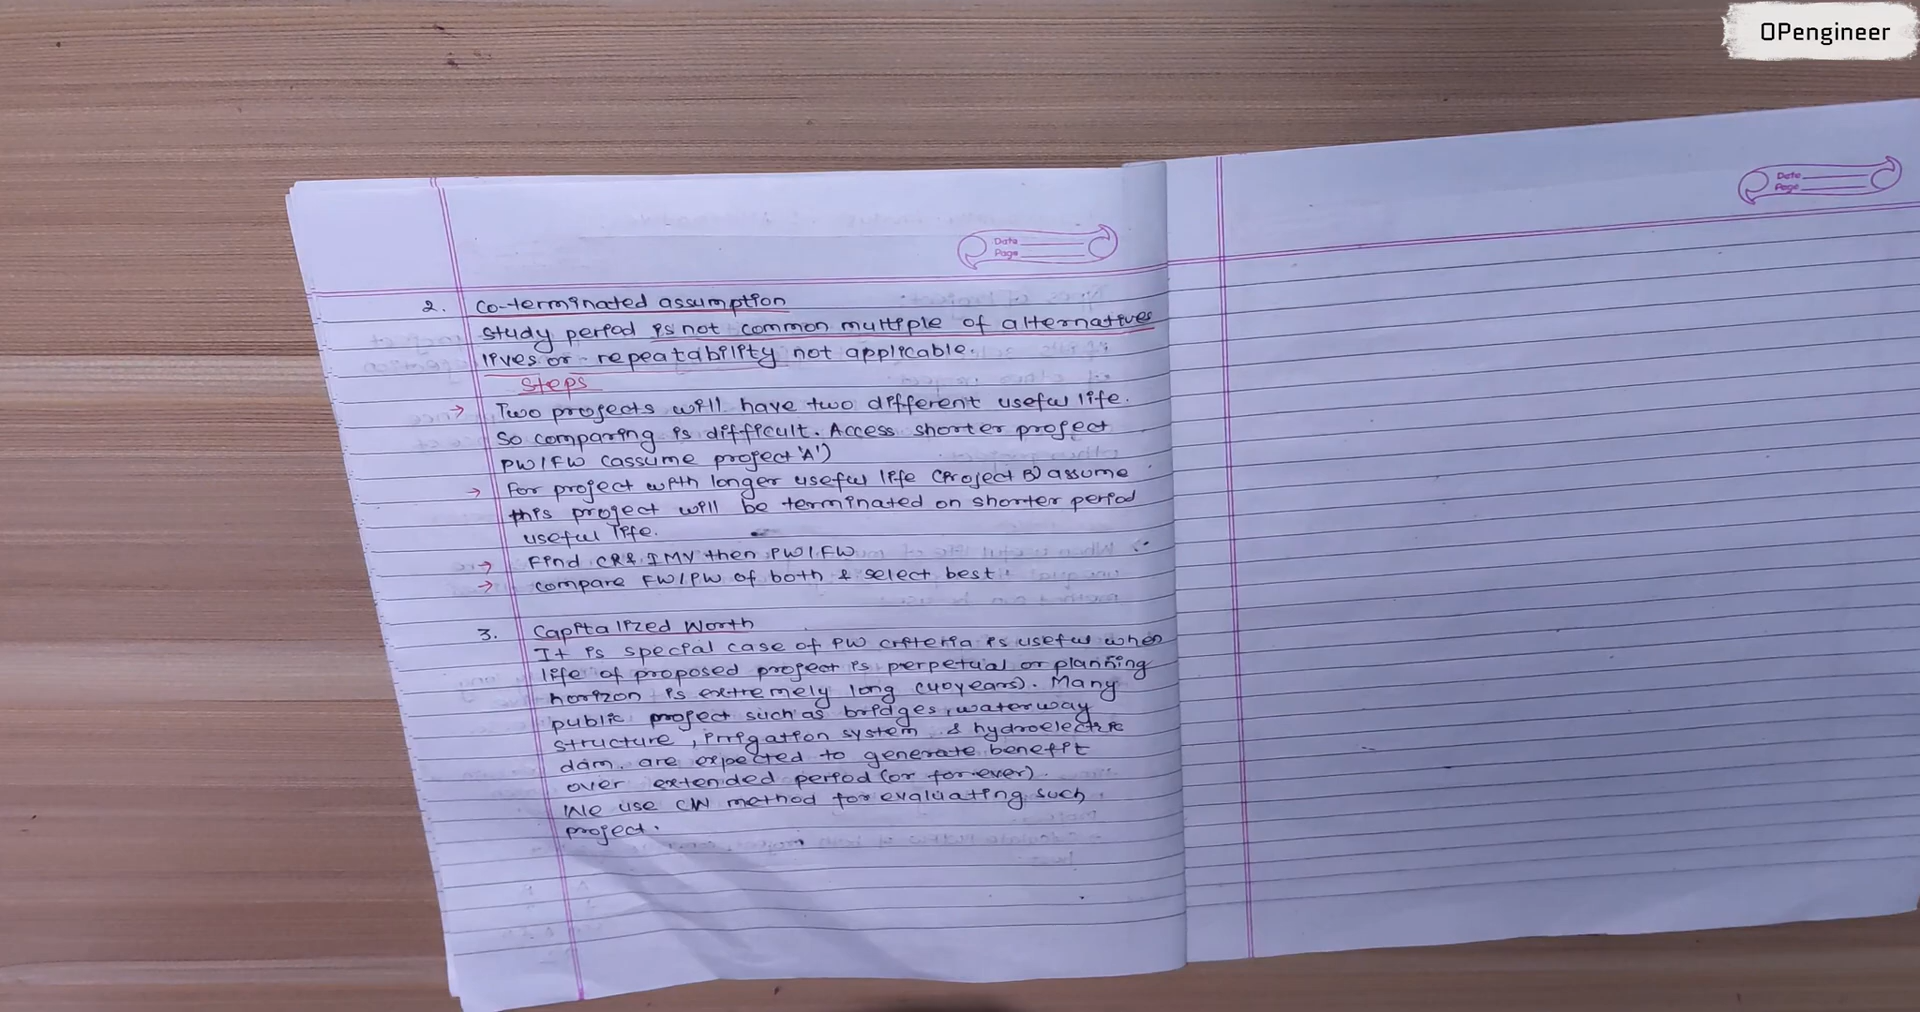 OPengineer
Date
Page
Date
Page
2. Co-terminated assumption
Study period is not common multiple of alternatives
lives or repeatability not applicable.
Steps
→ Two projects will have two different useful life.
So comparing is difficult. Access shorter project
PW/FW (assume project 'A')
→ For project with longer useful life (Project B) assume
this project will be terminated on shorter period
useful life.
→ Find CR & IMV then PW/FW
→ compare FW/PW of both & select best.
3. Capitalized Worth
It is special case of PW criteria is useful when
life of proposed project is perpetual or planning
horizon is extremely long (40years). Many
public project such as bridges, waterway
structure, irrigation system & hydroelectric
dam. are expected to generate benefit
over extended period (or for ever).
We use CW method for evaluating such
project.